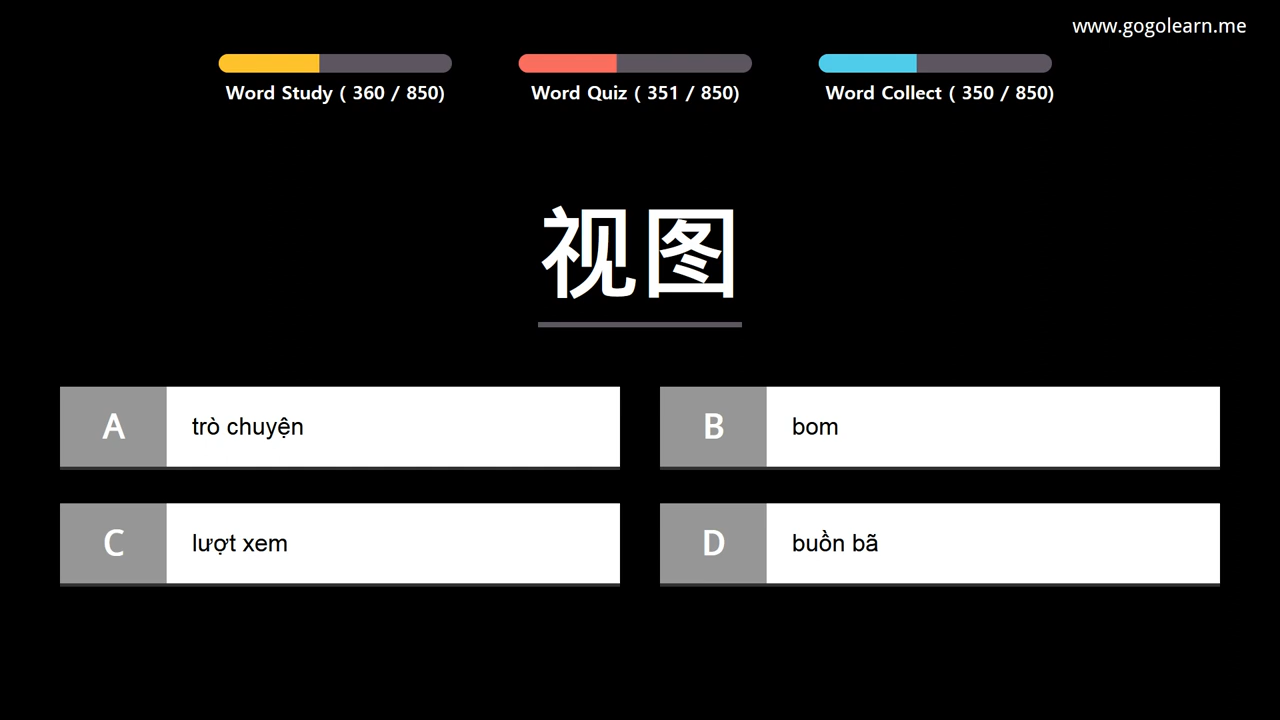 www.gogolearn.me
Word Study ( 360 / 850)
Word Quiz ( 351 / 850)
Word Collect ( 350 / 850)
视图
A trò chuyện
B bom
C lượt xem
D buồn bã